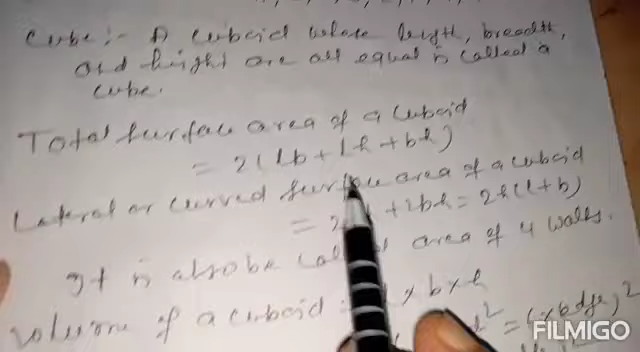 Cube :- A cuboid whose length, breadth,
and height are all equal is called a
cube.
Total surface area of a cuboid
= 2(lb + lh + bh)
Lateral or curved surface area of a cuboid
= 2 + 2bh = 2h(l+b)
It is also be area of 4 walls.
Volume of a cuboid = × b × h
= ( × edge)²
FILMIGO